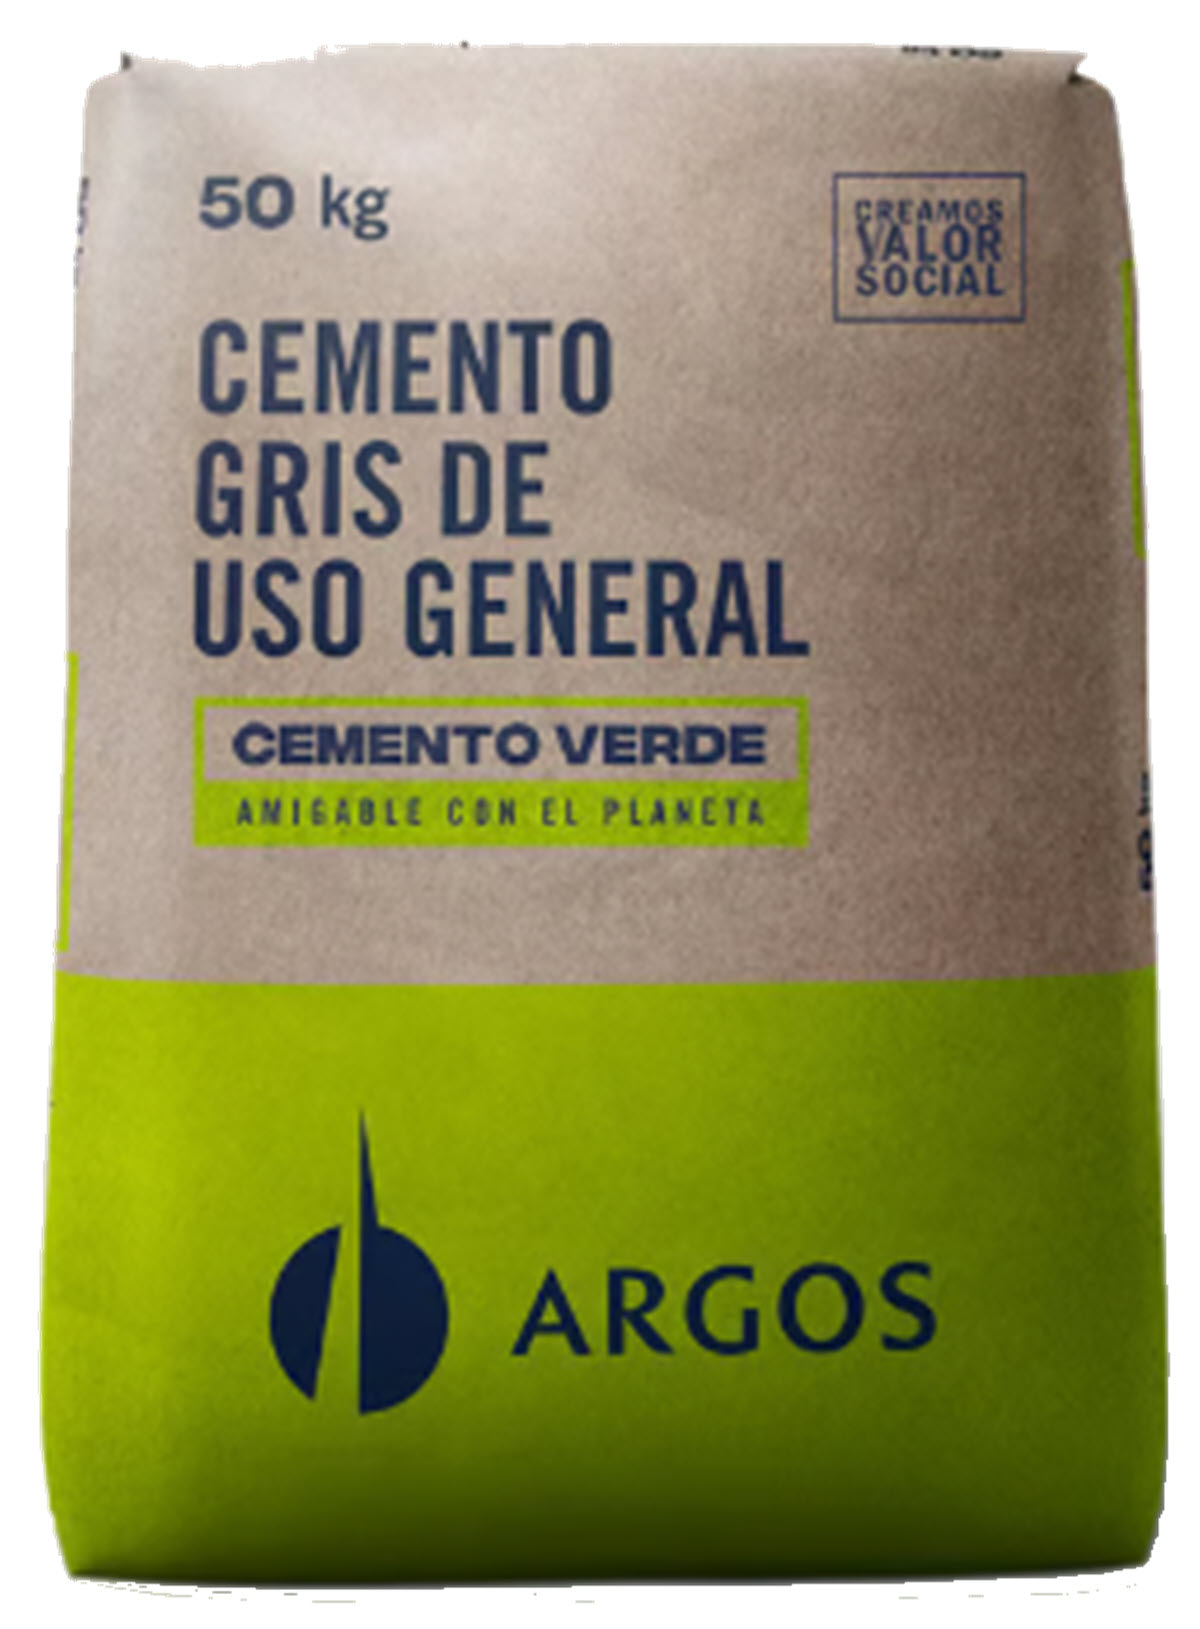 50 kg
CREAMOS
VALOR
SOCIAL
CEMENTO
GRIS DE
USO GENERAL
CEMENTO VERDE
AMIGABLE CON EL PLANETA
ARGOS